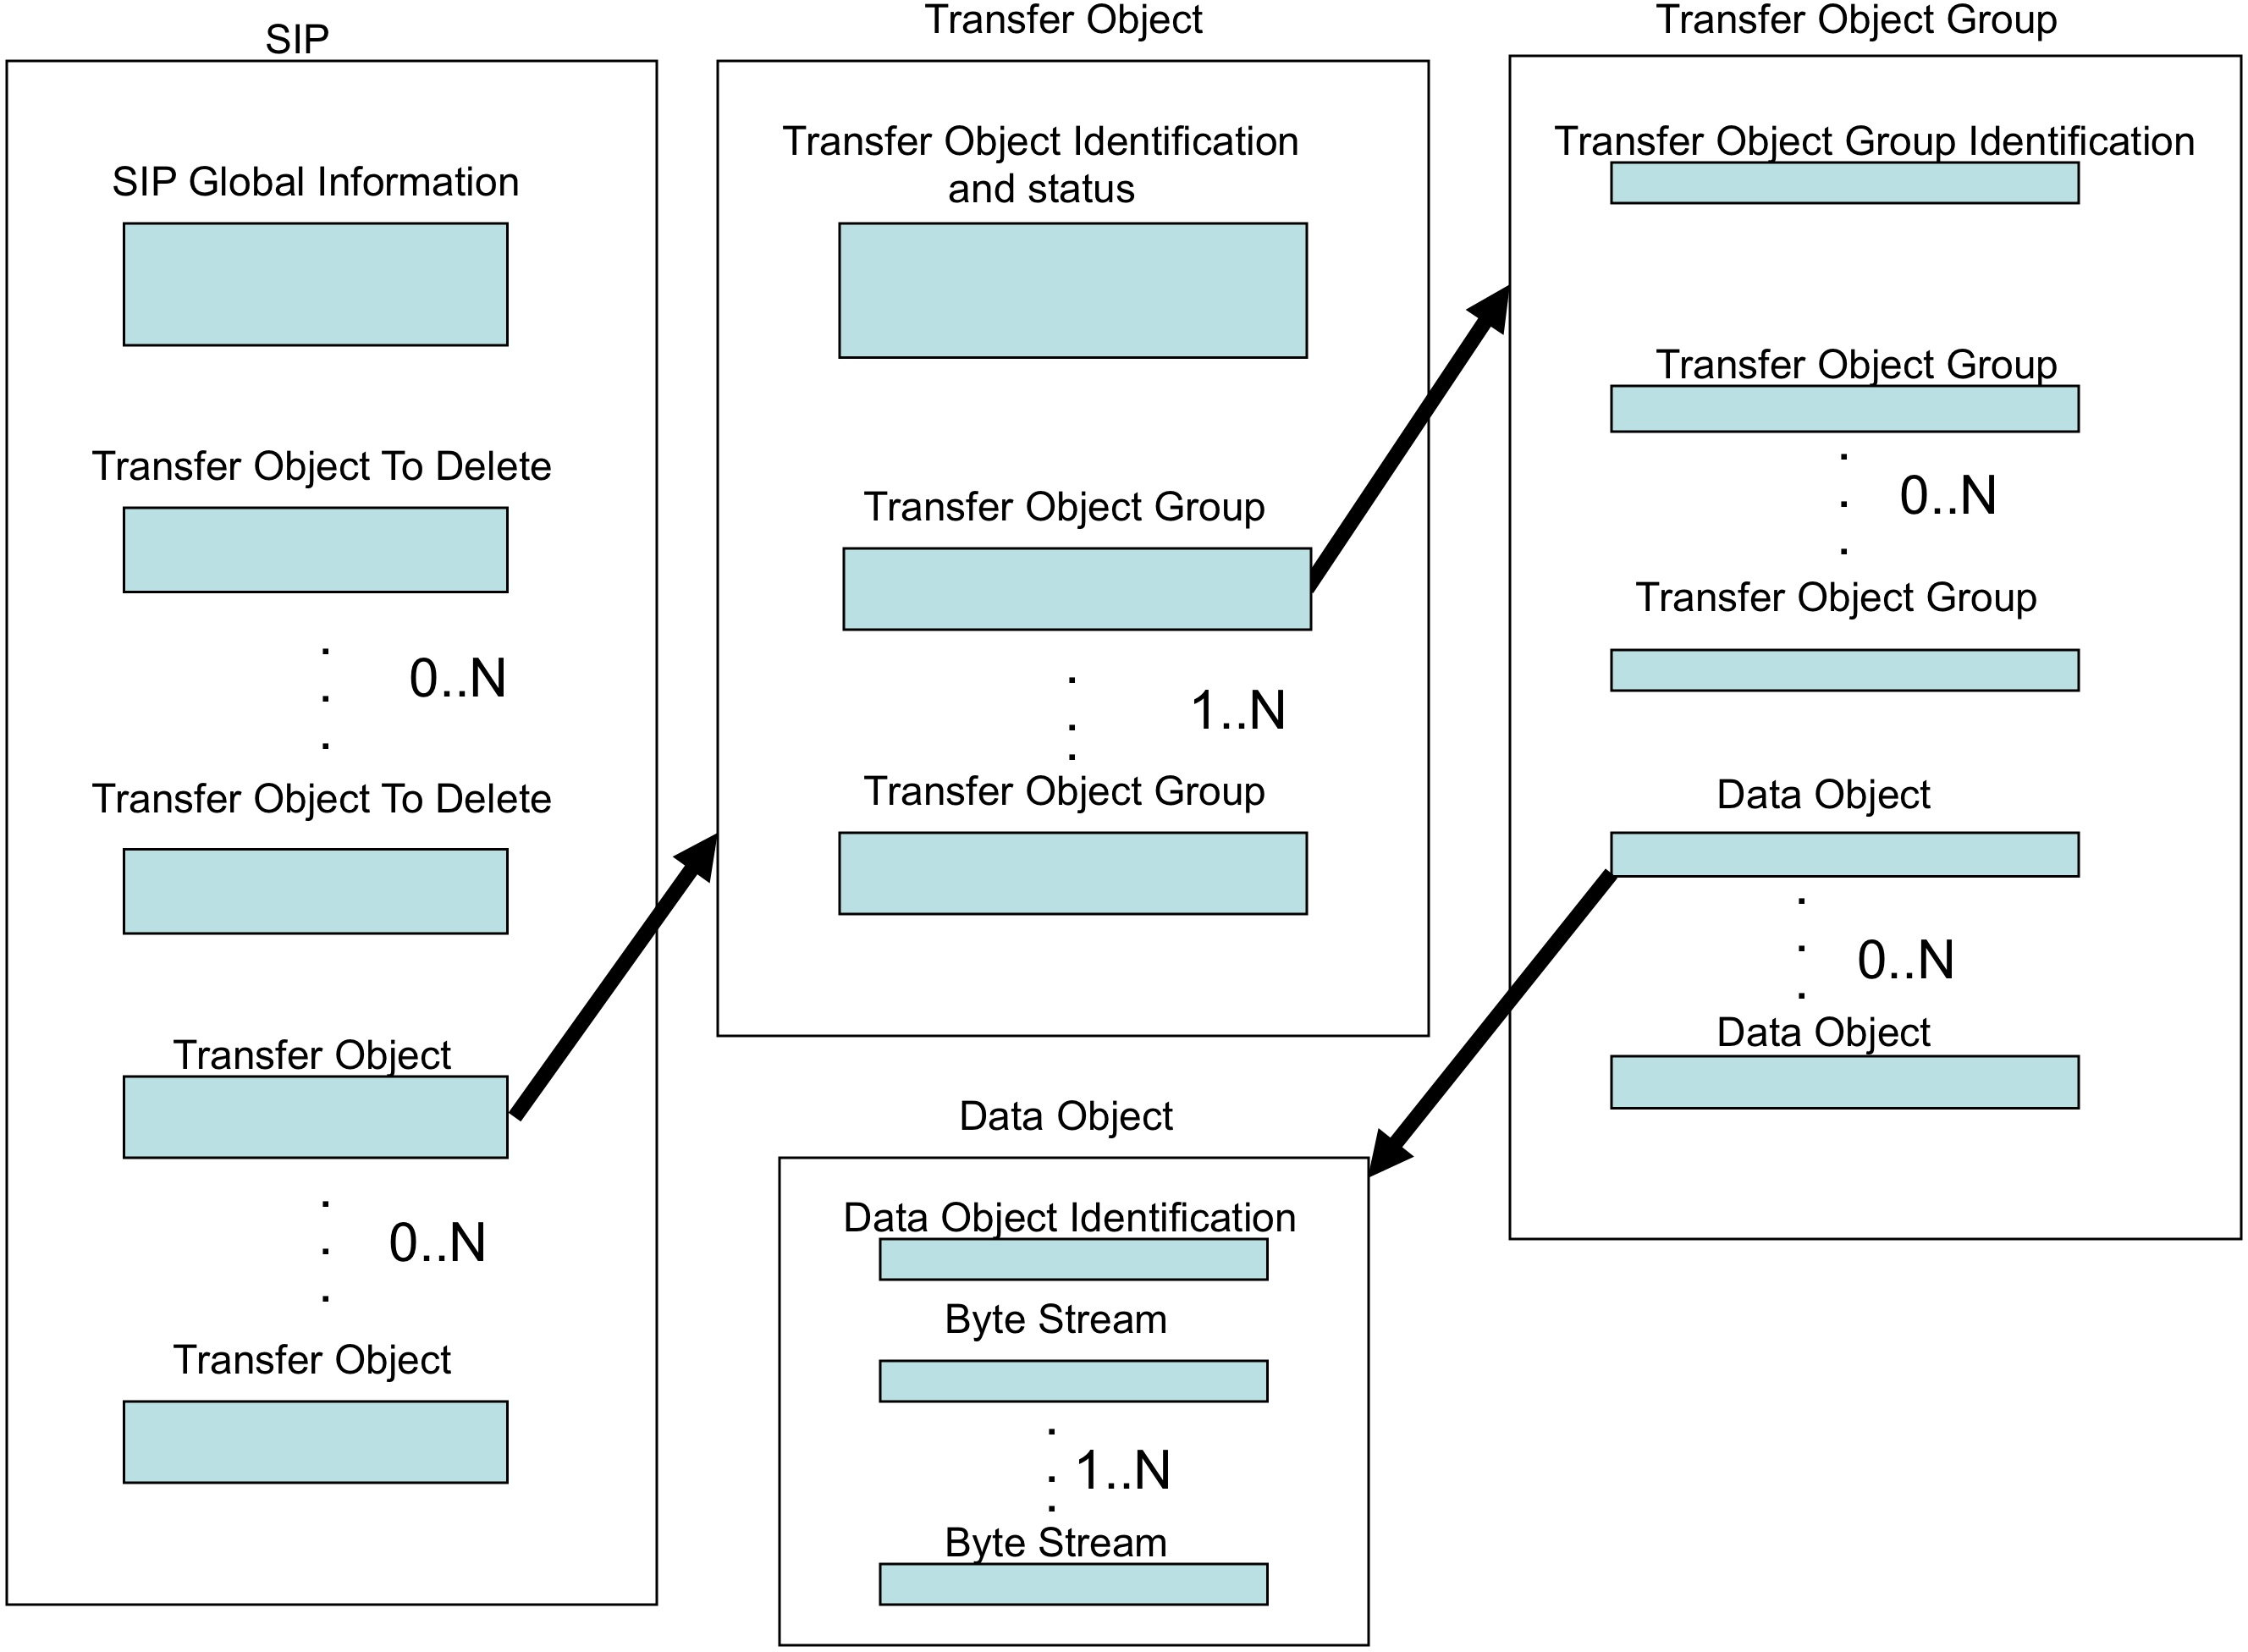 SIP
SIP Global Information
Transfer Object To Delete
0..N
Transfer Object To Delete
Transfer Object
0..N
Transfer Object
Transfer Object
Transfer Object Identification
and status
Transfer Object Group
1..N
Transfer Object Group
Transfer Object Group
Transfer Object Group Identification
Transfer Object Group
0..N
Transfer Object Group
Data Object
0..N
Data Object
Data Object
Data Object Identification
Byte Stream
1..N
Byte Stream